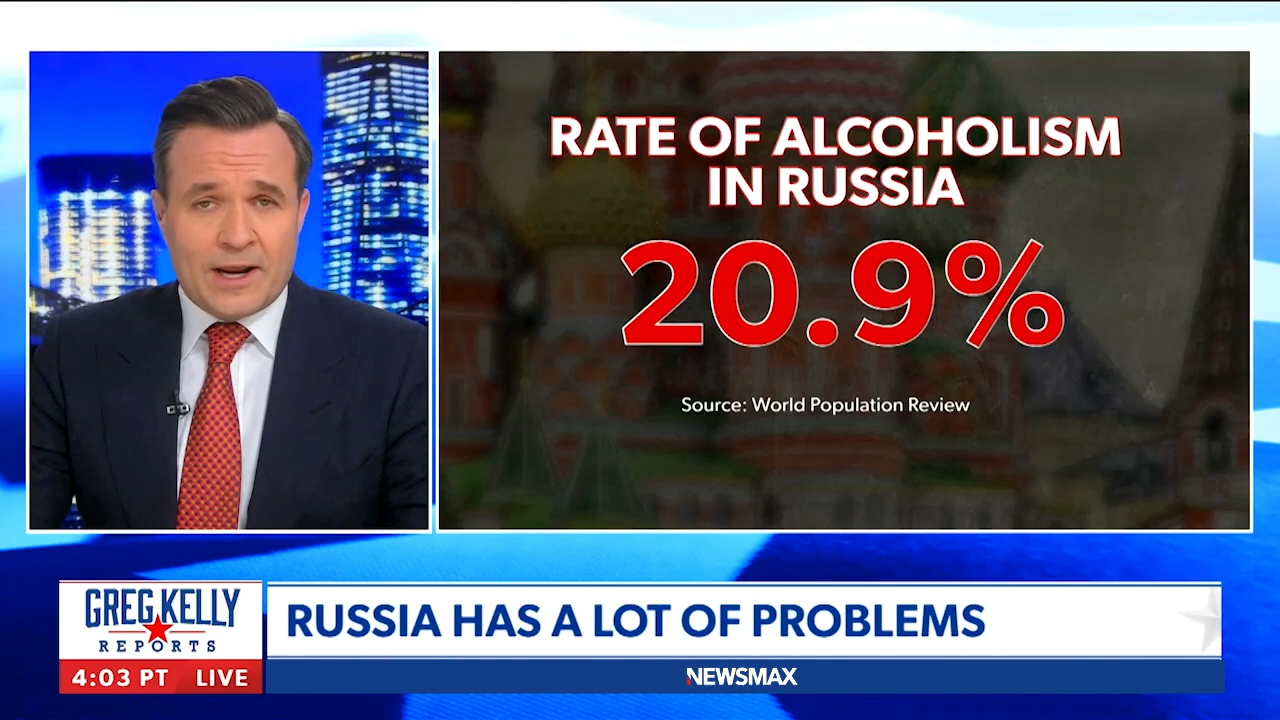 RATE OF ALCOHOLISM
IN RUSSIA
20.9%
Source: World Population Review
GREG KELLY
REPORTS
4:03 PT LIVE
RUSSIA HAS A LOT OF PROBLEMS
NEWSMAX